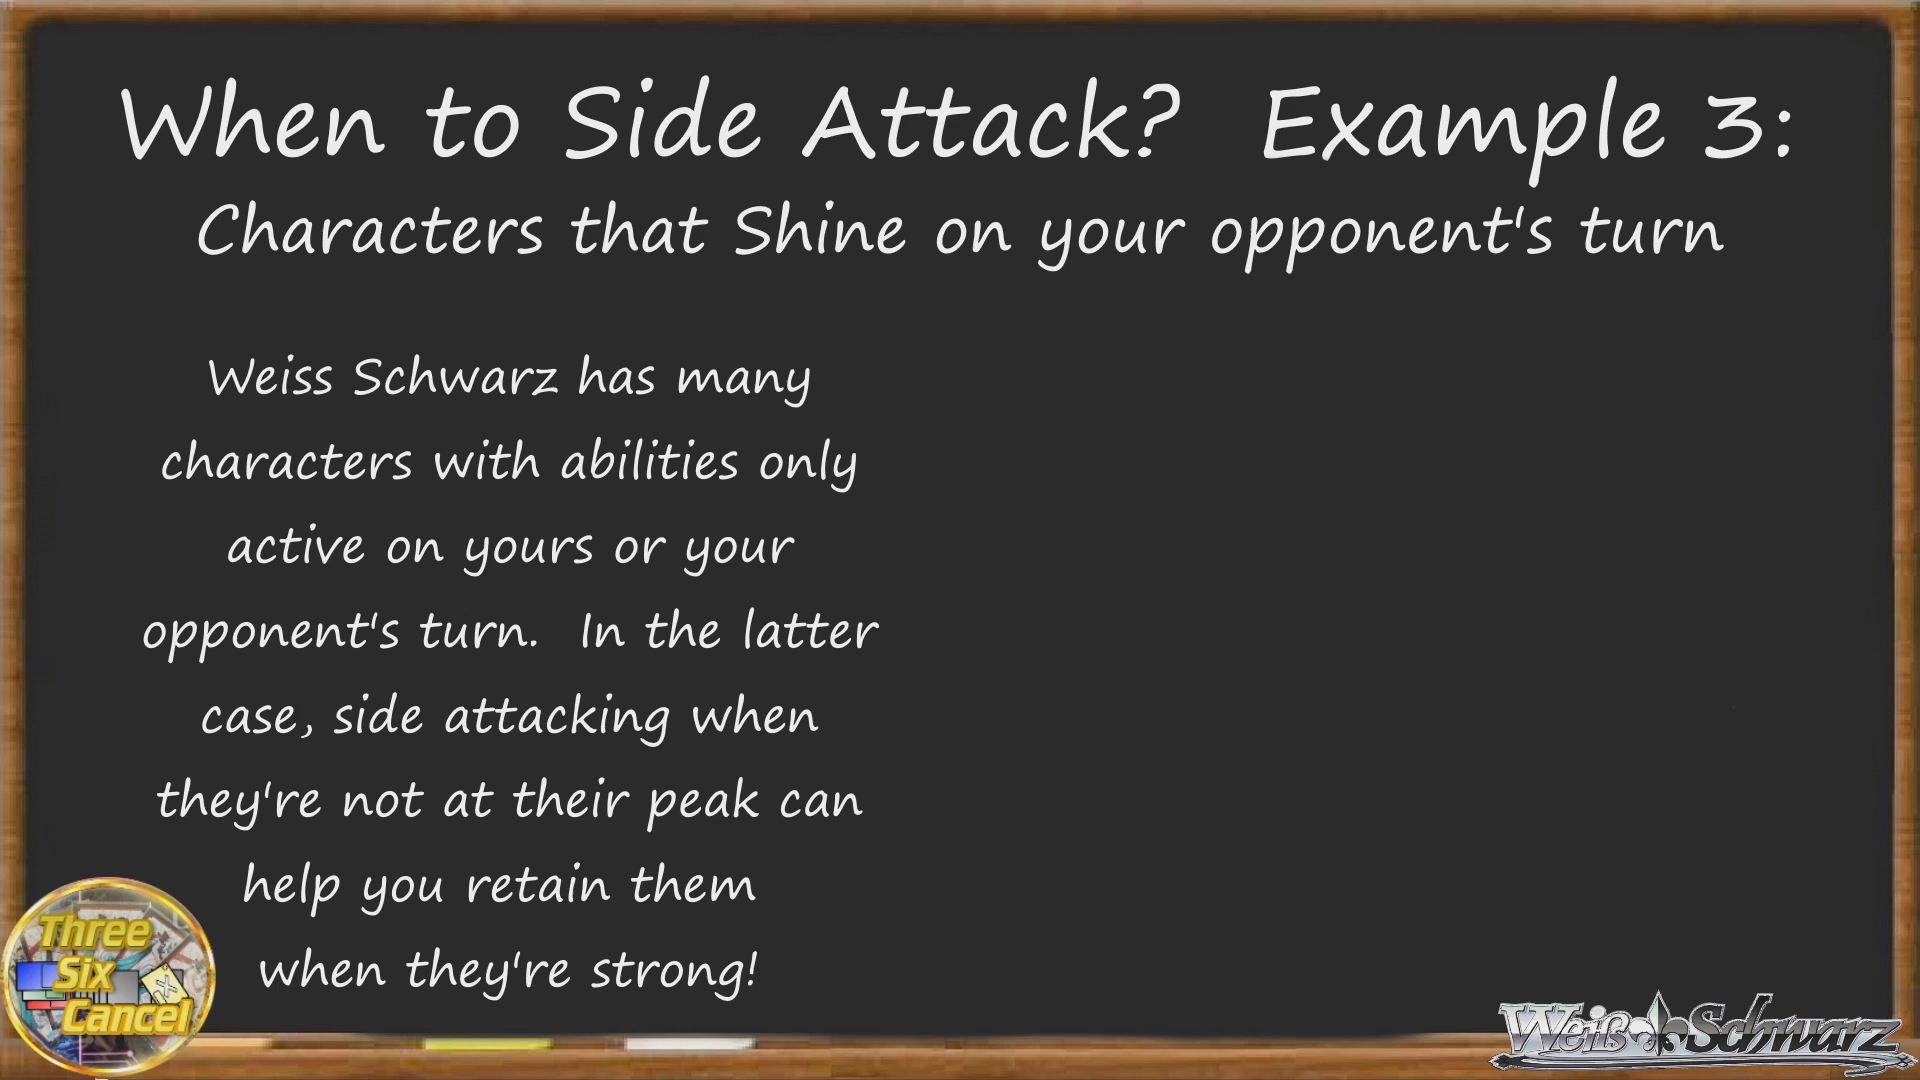 When to Side Attack?  Example 3:
Characters that Shine on your opponent's turn
Weiss Schwarz has many
characters with abilities only
active on yours or your
opponent's turn.  In the latter
case, side attacking when
they're not at their peak can
help you retain them
when they're strong!
Three
Six
Cancel
Weiß Schwarz